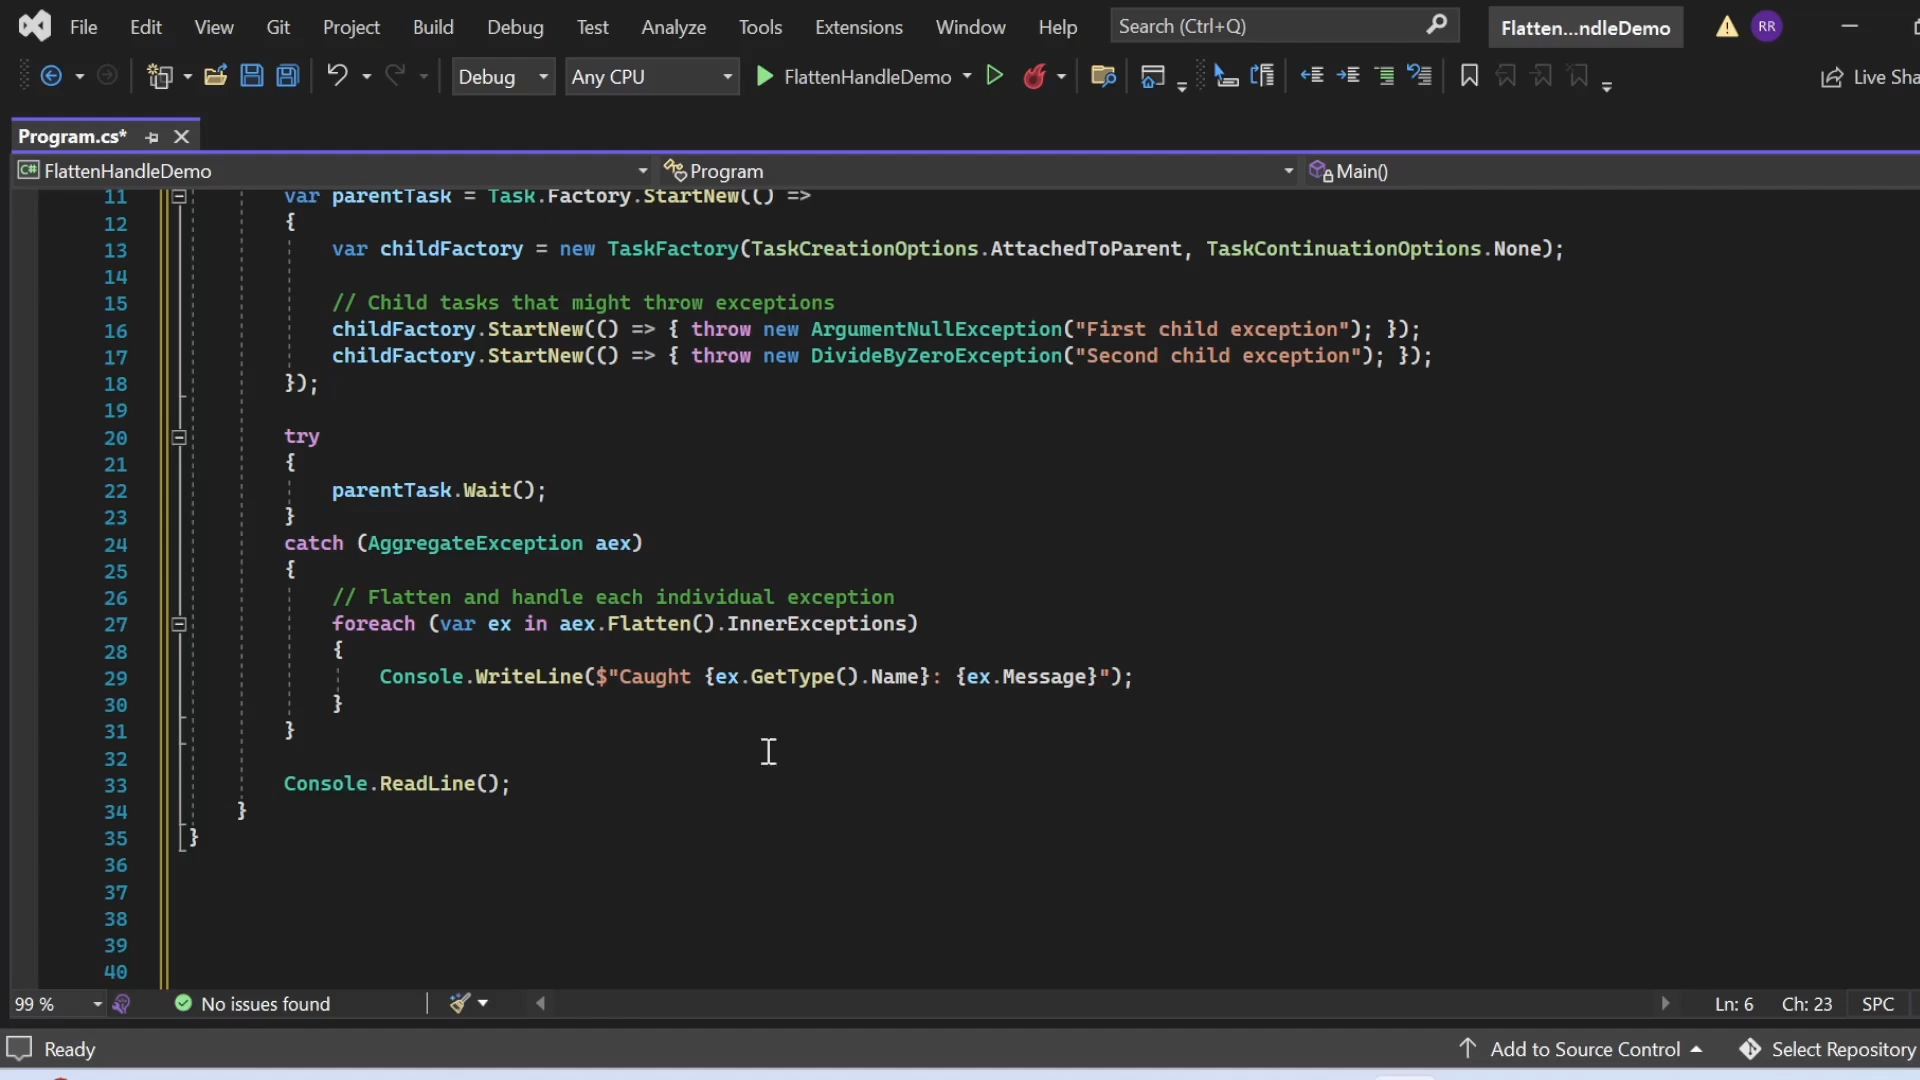 File Edit View Git Project Build Debug Test Analyze Tools Extensions Window Help Search (Ctrl+Q) Flatten...ndleDemo RR
Debug Any CPU FlattenHandleDemo Live Sha
Program.cs*
C# FlattenHandleDemo Program Main()
11 var parentTask = Task.Factory.StartNew(() =>
12 {
13 var childFactory = new TaskFactory(TaskCreationOptions.AttachedToParent, TaskContinuationOptions.None);
14
15 // Child tasks that might throw exceptions
16 childFactory.StartNew(() => { throw new ArgumentNullException("First child exception"); });
17 childFactory.StartNew(() => { throw new DivideByZeroException("Second child exception"); });
18 });
19
20 try
21 {
22 parentTask.Wait();
23 }
24 catch (AggregateException aex)
25 {
26 // Flatten and handle each individual exception
27 foreach (var ex in aex.Flatten().InnerExceptions)
28 {
29 Console.WriteLine($"Caught {ex.GetType().Name}: {ex.Message}");
30 }
31 }
32
33 Console.ReadLine();
34 }
35 }
36
37
38
39
40
99 % No issues found Ln: 6 Ch: 23 SPC
Ready Add to Source Control Select Repository